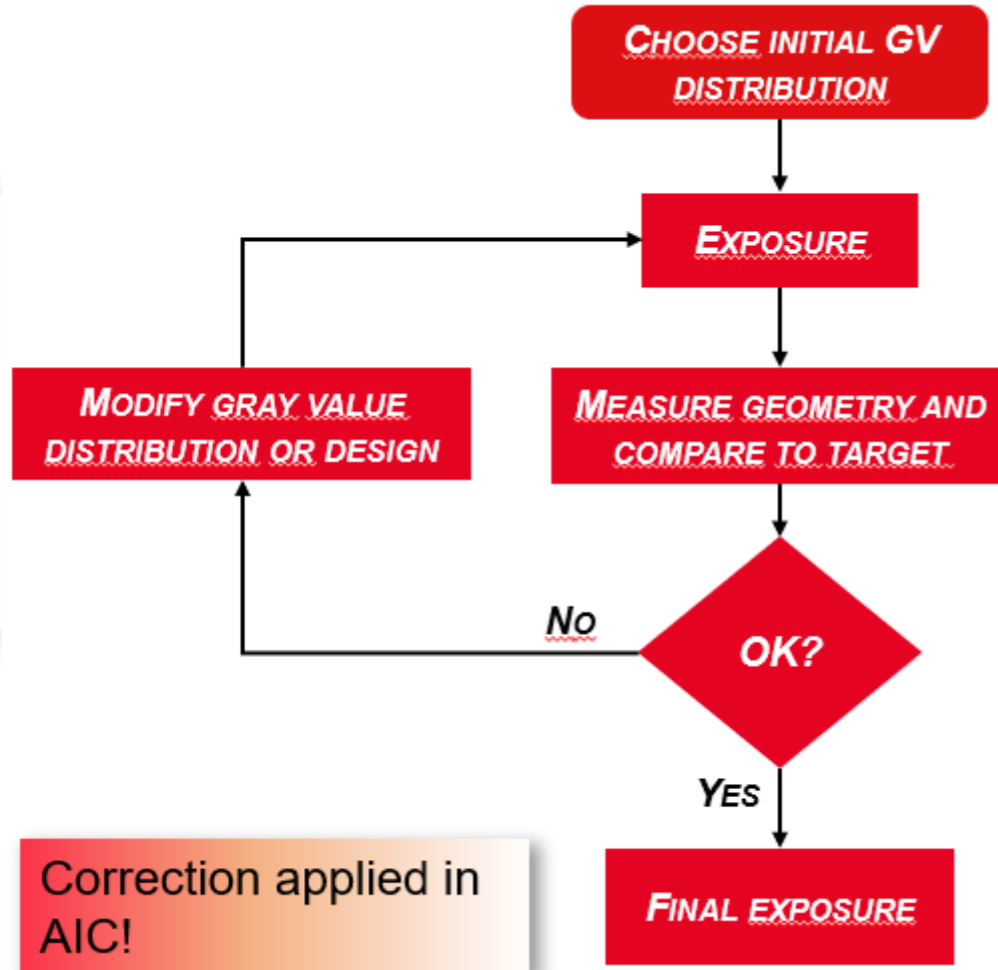 CHOOSE INITIAL GV
DISTRIBUTION
EXPOSURE
MODIFY GRAY VALUE
DISTRIBUTION OR DESIGN
MEASURE GEOMETRY AND
COMPARE TO TARGET
NO
OK?
YES
Correction applied in
AIC!
FINAL EXPOSURE